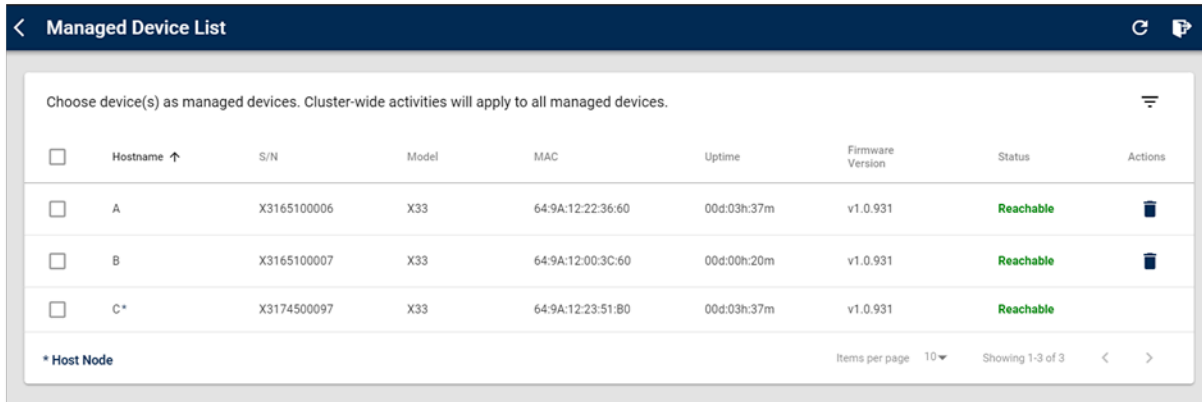 Managed Device List
Choose device(s) as managed devices. Cluster-wide activities will apply to all managed devices.
Hostname ↑ S/N Model MAC Uptime Firmware Version Status Actions
A X3165100006 X33 64:9A:12:22:36:60 00d:03h:37m v1.0.931 Reachable
B X3165100007 X33 64:9A:12:00:3C:60 00d:00h:20m v1.0.931 Reachable
C* X3174500097 X33 64:9A:12:23:51:B0 00d:03h:37m v1.0.931 Reachable
* Host Node Items per page 10 Showing 1-3 of 3